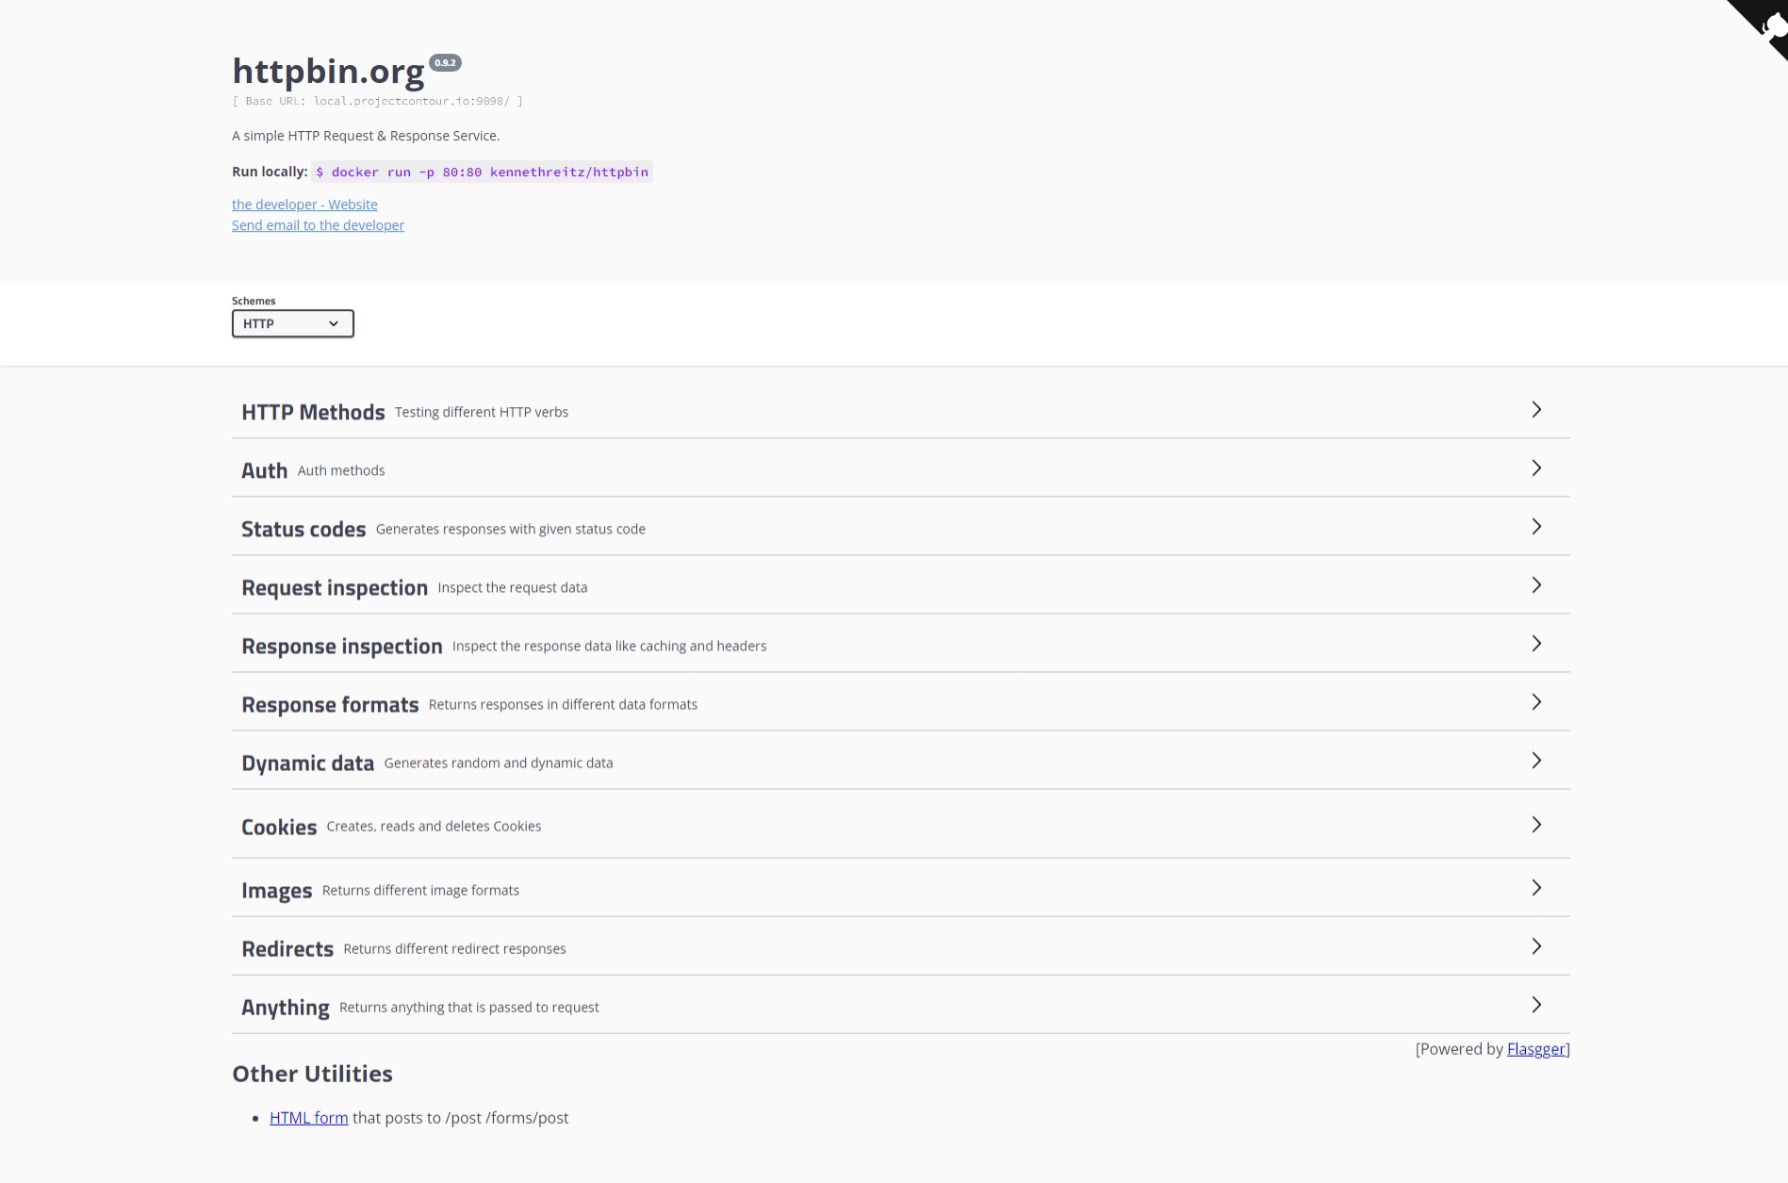 httpbin.org 0.9.2
[ Base URL: local.projectcontour.io:9090/ ]
A simple HTTP Request & Response Service.
Run locally: $ docker run -p 80:80 kennethreitz/httpbin
the developer - Website
Send email to the developer
Schemes
HTTP
HTTP Methods Testing different HTTP verbs
Auth Auth methods
Status codes Generates responses with given status code
Request inspection Inspect the request data
Response inspection Inspect the response data like caching and headers
Response formats Returns responses in different data formats
Dynamic data Generates random and dynamic data
Cookies Creates, reads and deletes Cookies
Images Returns different image formats
Redirects Returns different redirect responses
Anything Returns anything that is passed to request
[Powered by Flasgger]
Other Utilities
• HTML form that posts to /post /forms/post